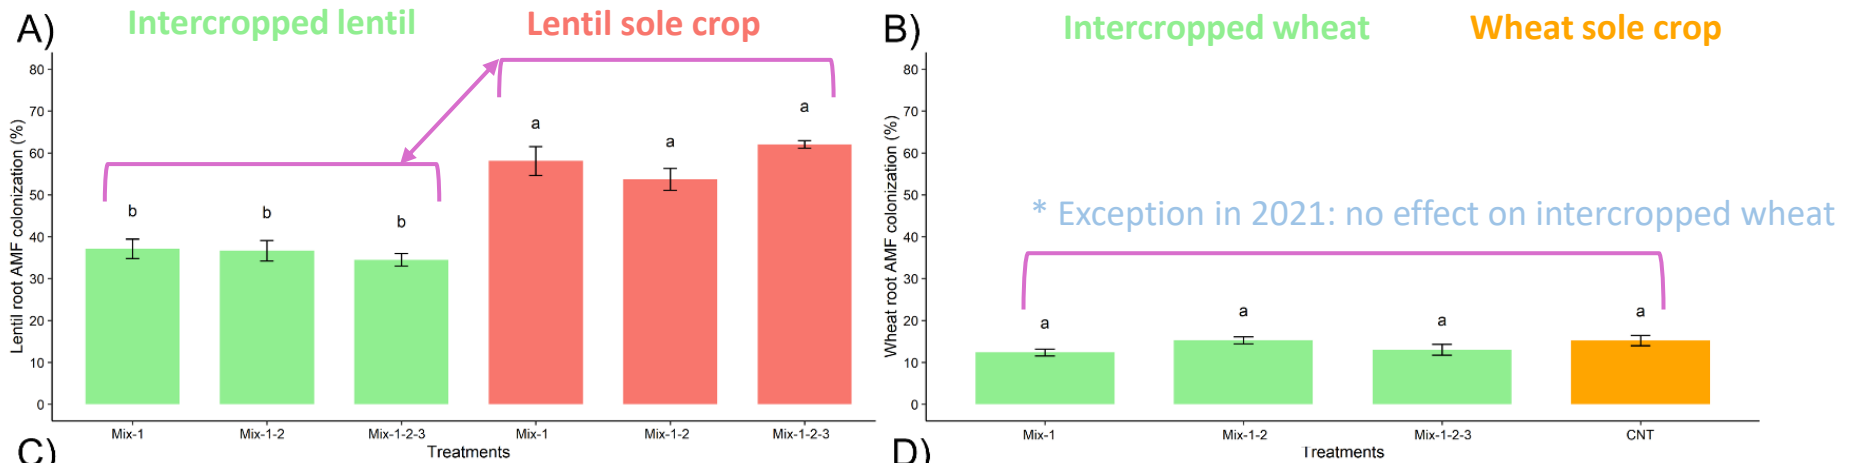 A)
Intercropped lentil
Lentil sole crop
Lentil root AMF colonization (%)
80
70
60
50
40
30
20
10
0
b
b
b
a
a
a
Mix-1
Mix-1-2
Mix-1-2-3
Mix-1
Mix-1-2
Mix-1-2-3
Treatments
B)
Intercropped wheat
Wheat sole crop
Wheat root AMF colonization (%)
80
70
60
50
40
30
20
10
0
* Exception in 2021: no effect on intercropped wheat
a
a
a
a
Mix-1
Mix-1-2
Mix-1-2-3
CNT
Treatments
C)
D)